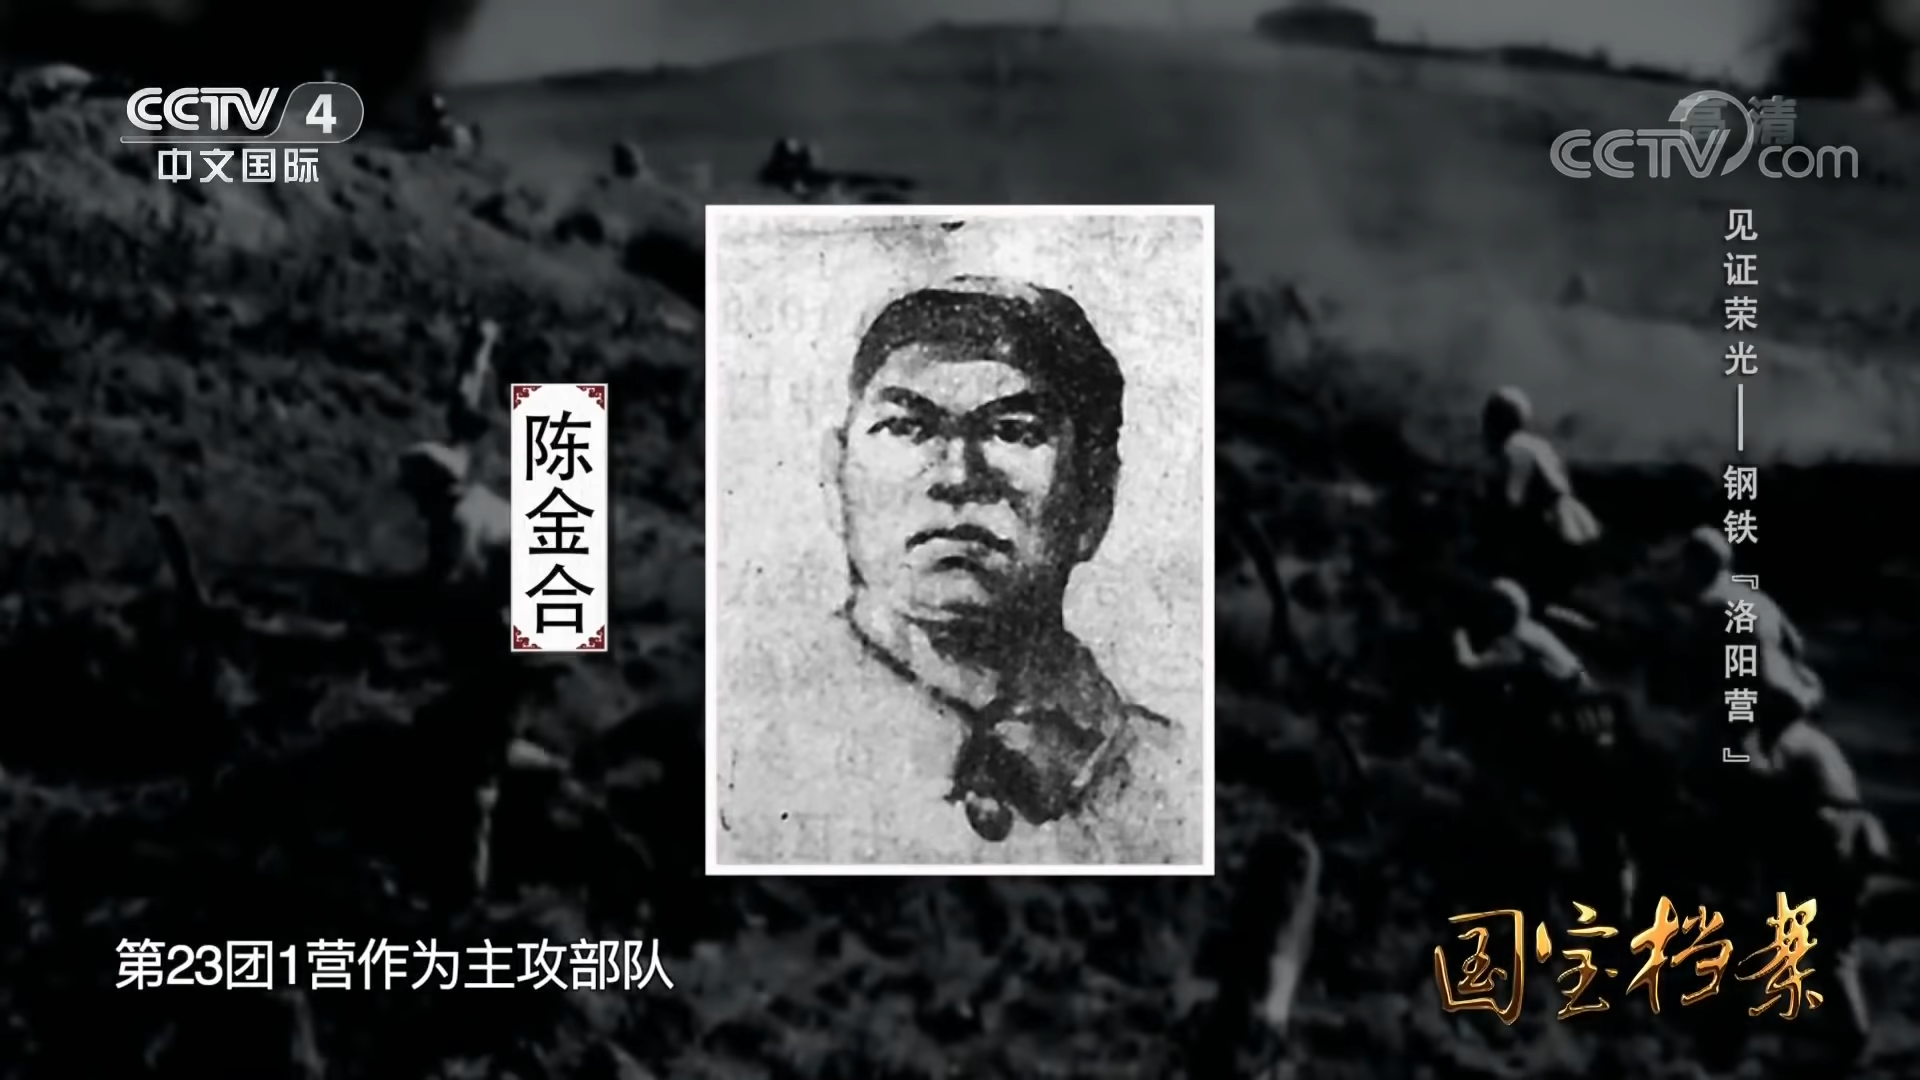 CCTV 4
中文国际
高清
CCTV.com
见证荣光——钢铁『洛阳营』
陈金合
第23团1营作为主攻部队
国宝档案